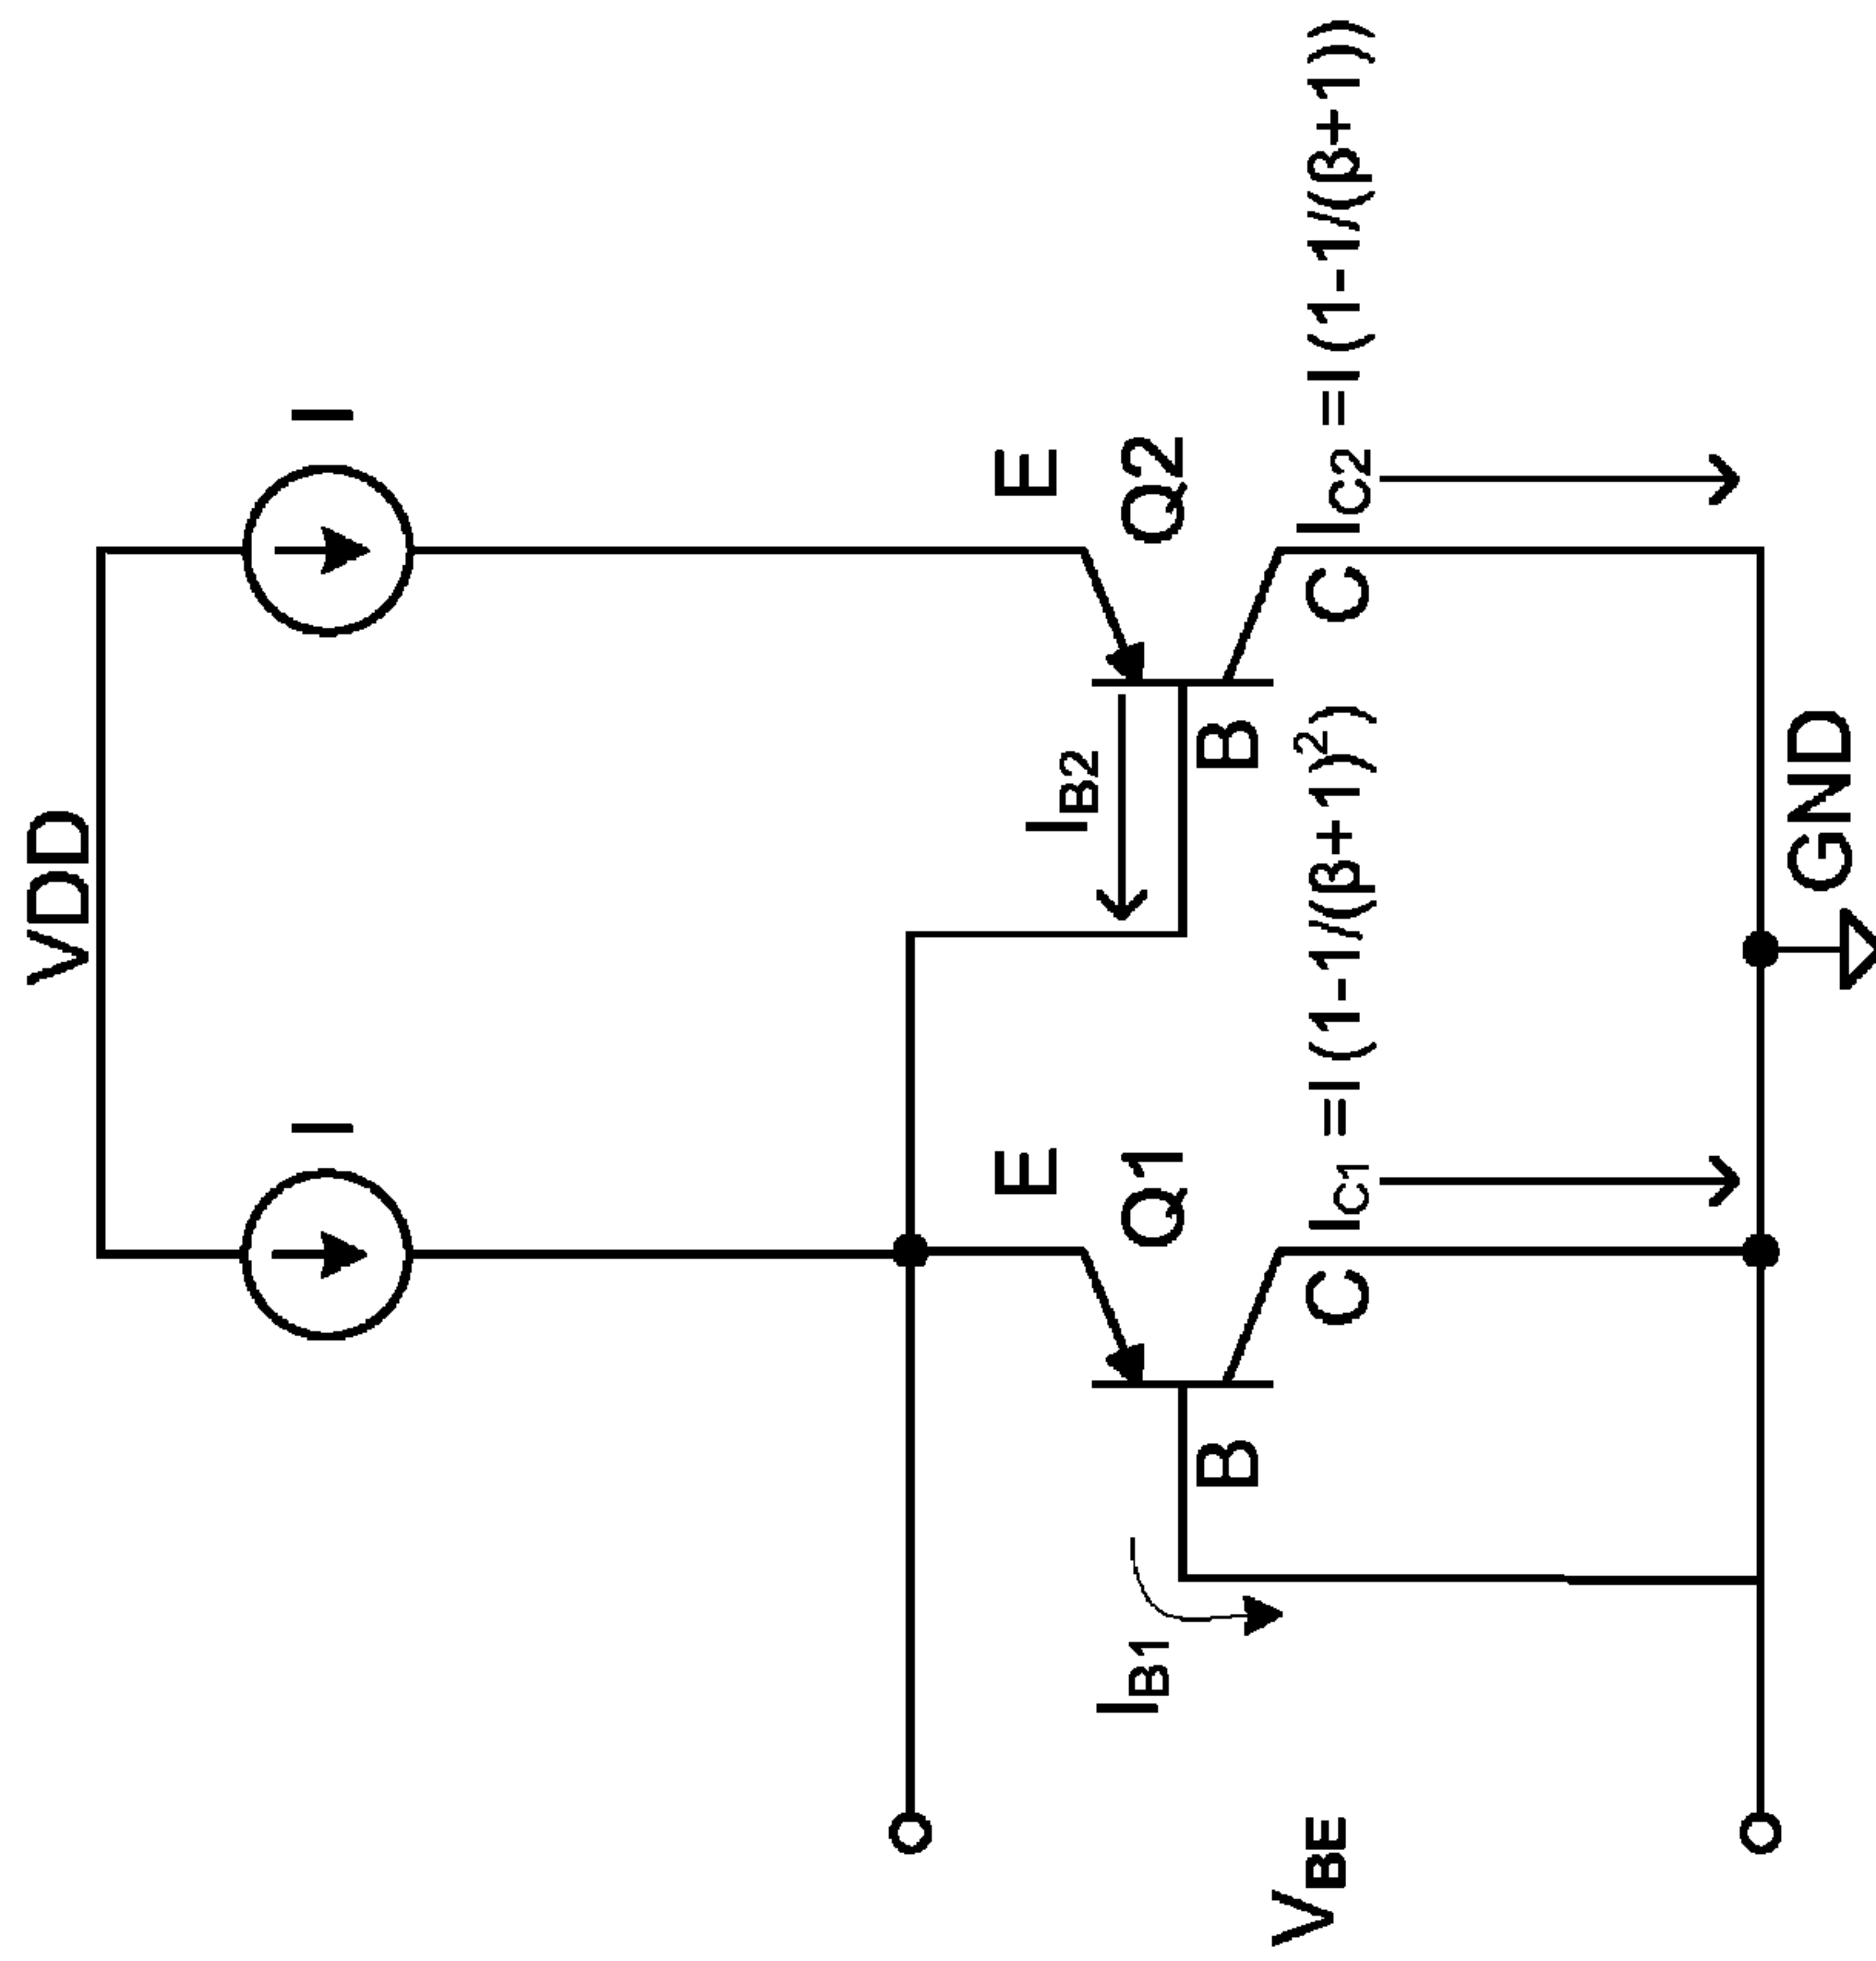 VDD
I
I
E
Q1
E
Q2
I_B1
B
I_B2
B
C
I_C1 =I(1-1/(β+1)²)
C
I_C2 =I(1-1/(β+1))
V_BE
GND